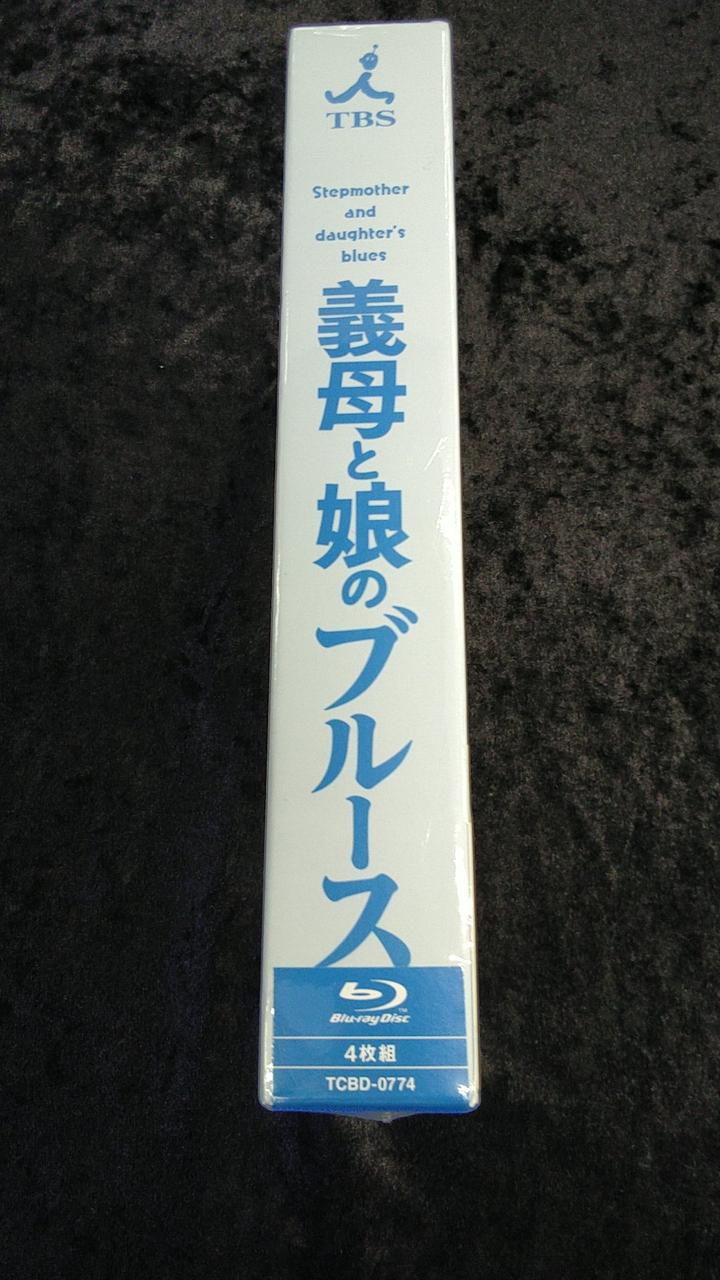 TBS
Stepmother
and
daughter's
blues
義母と娘のブルース
Blu-ray Disc™
4枚組
TCBD-0774